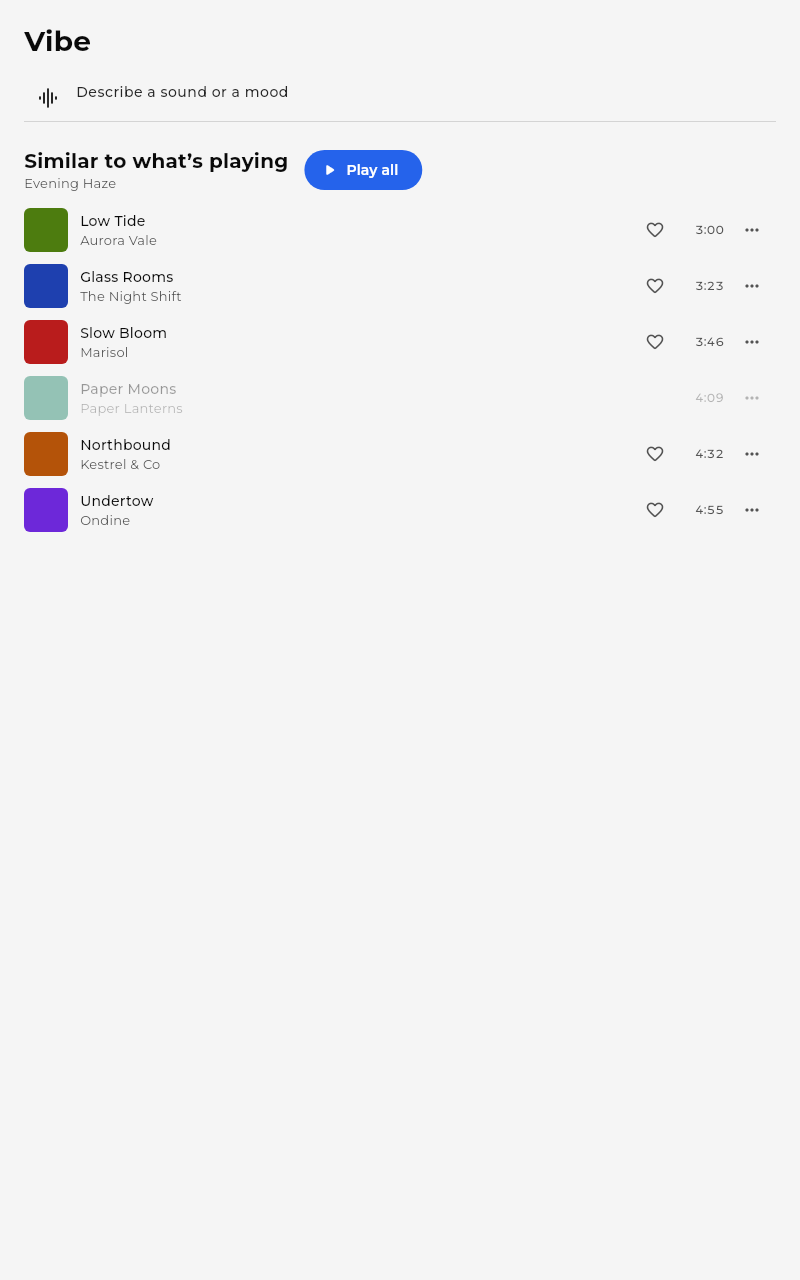 Vibe
Describe a sound or a mood
Similar to what’s playing
Evening Haze
Play all
Low Tide
Aurora Vale
3:00
Glass Rooms
The Night Shift
3:23
Slow Bloom
Marisol
3:46
Paper Moons
Paper Lanterns
4:09
Northbound
Kestrel & Co
4:32
Undertow
Ondine
4:55